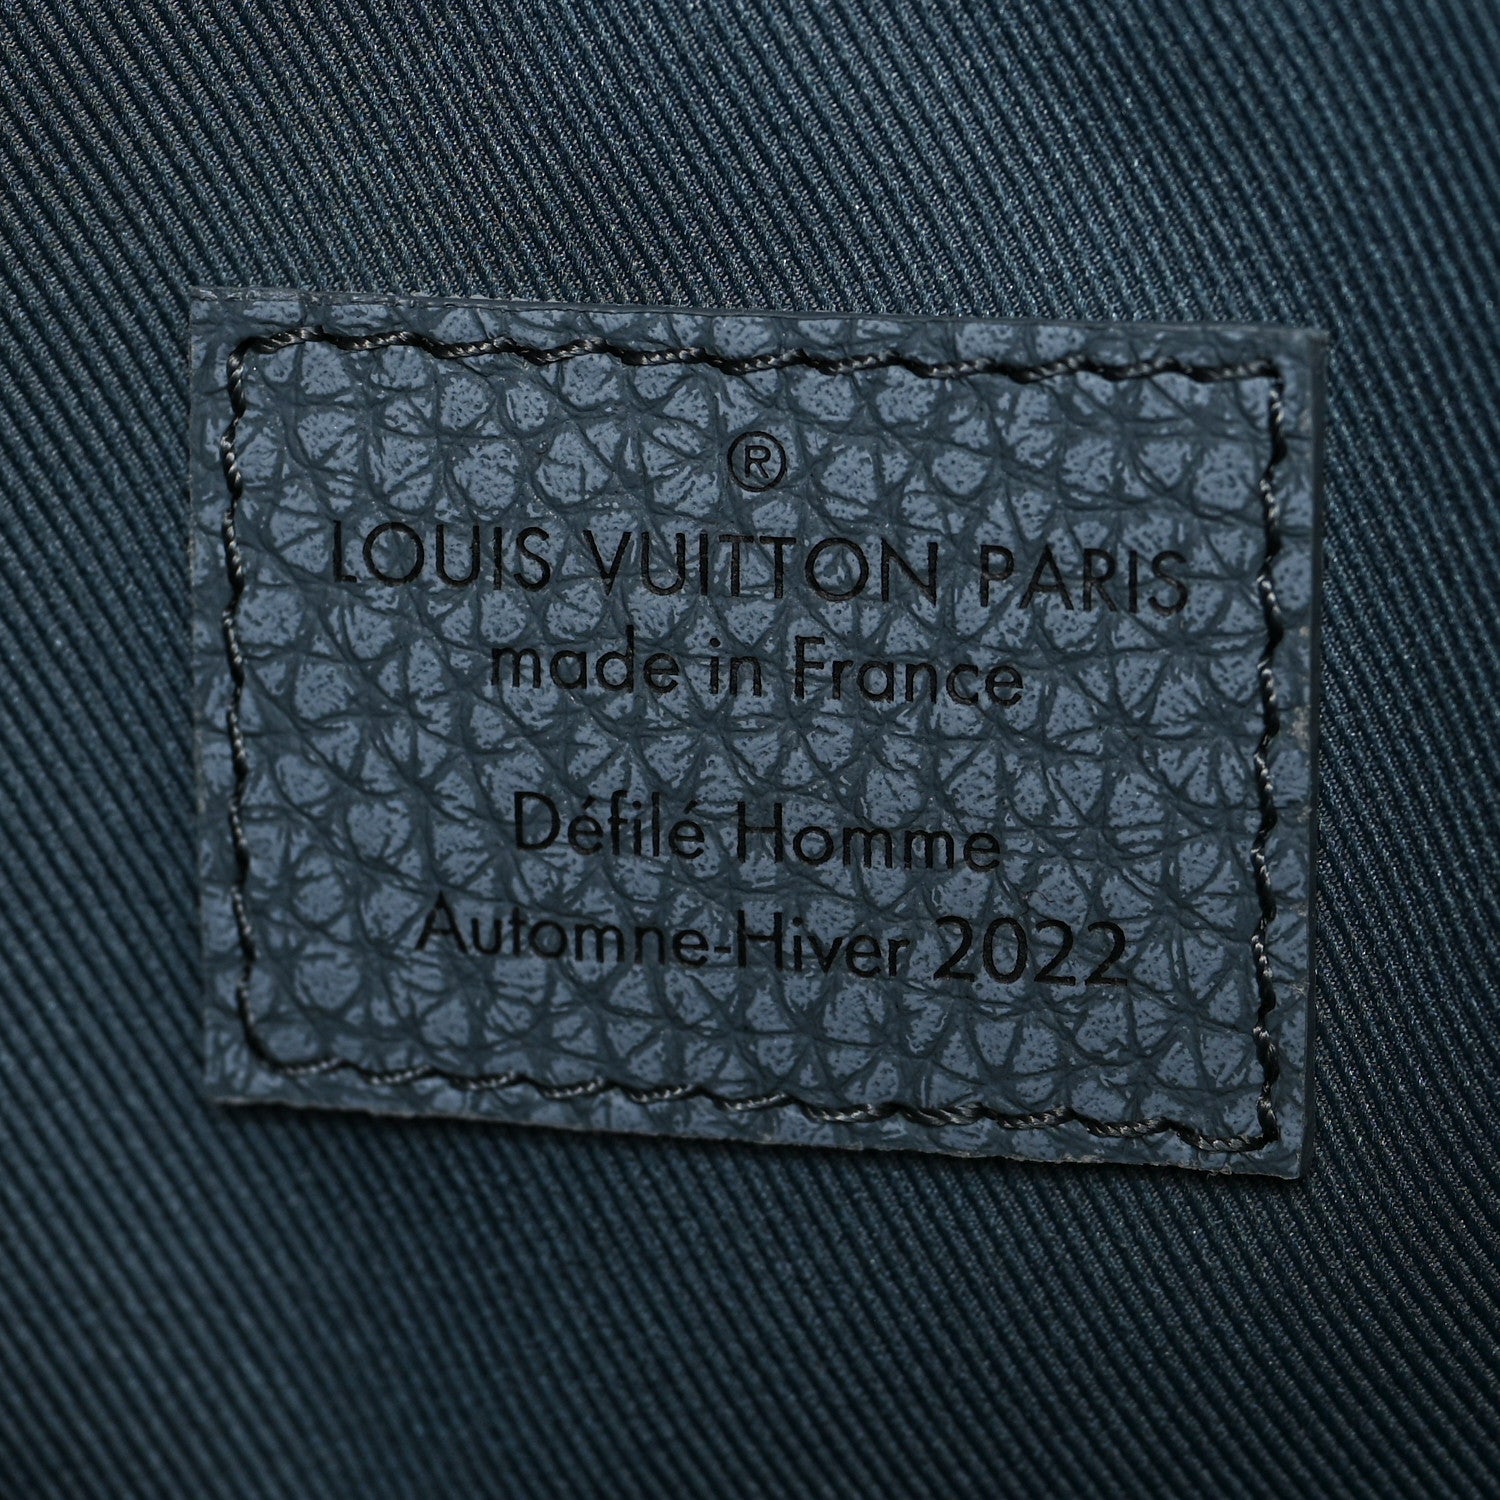 ®
LOUIS VUITTON PARIS
made in France
Défilé Homme
Automne-Hiver 2022